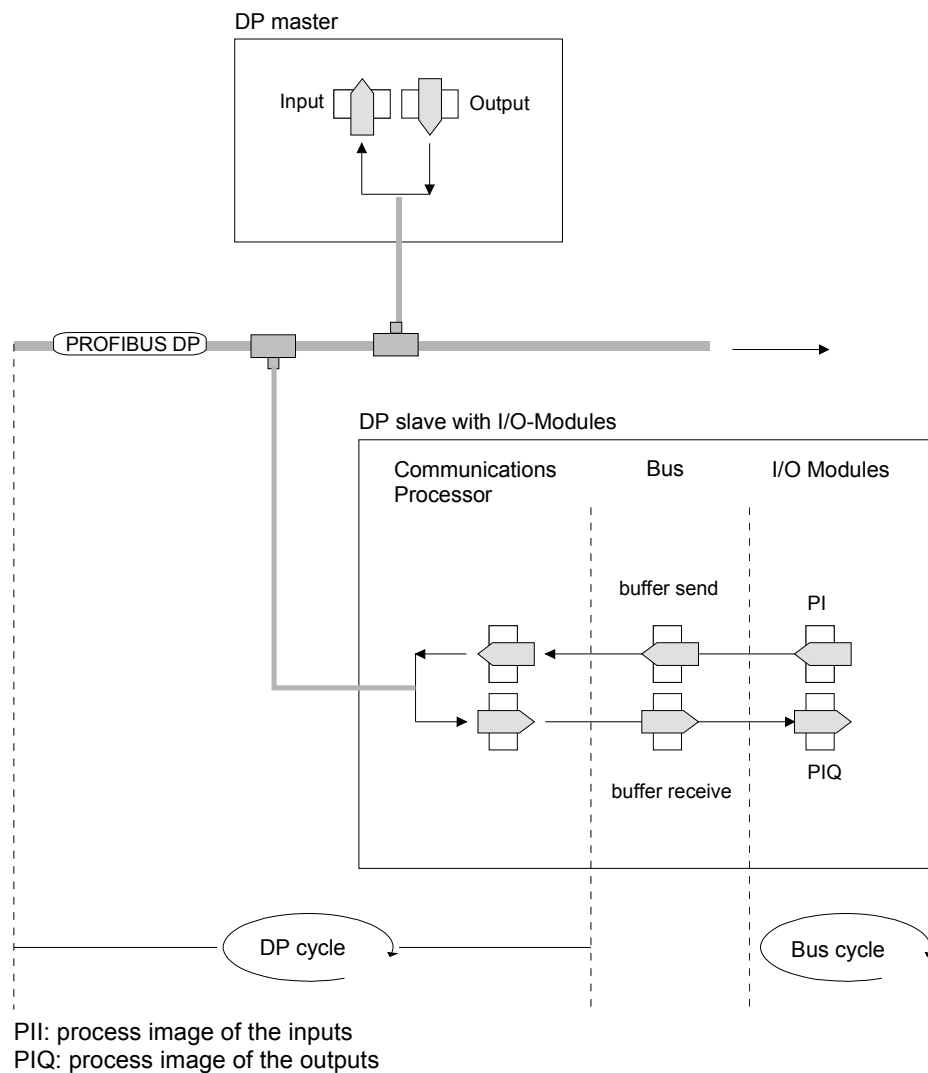 DP master
Input
Output
PROFIBUS DP
DP slave with I/O-Modules
Communications
Processor
Bus
I/O Modules
buffer send
PI
buffer receive
PIQ
DP cycle
Bus cycle
PII: process image of the inputs
PIQ: process image of the outputs